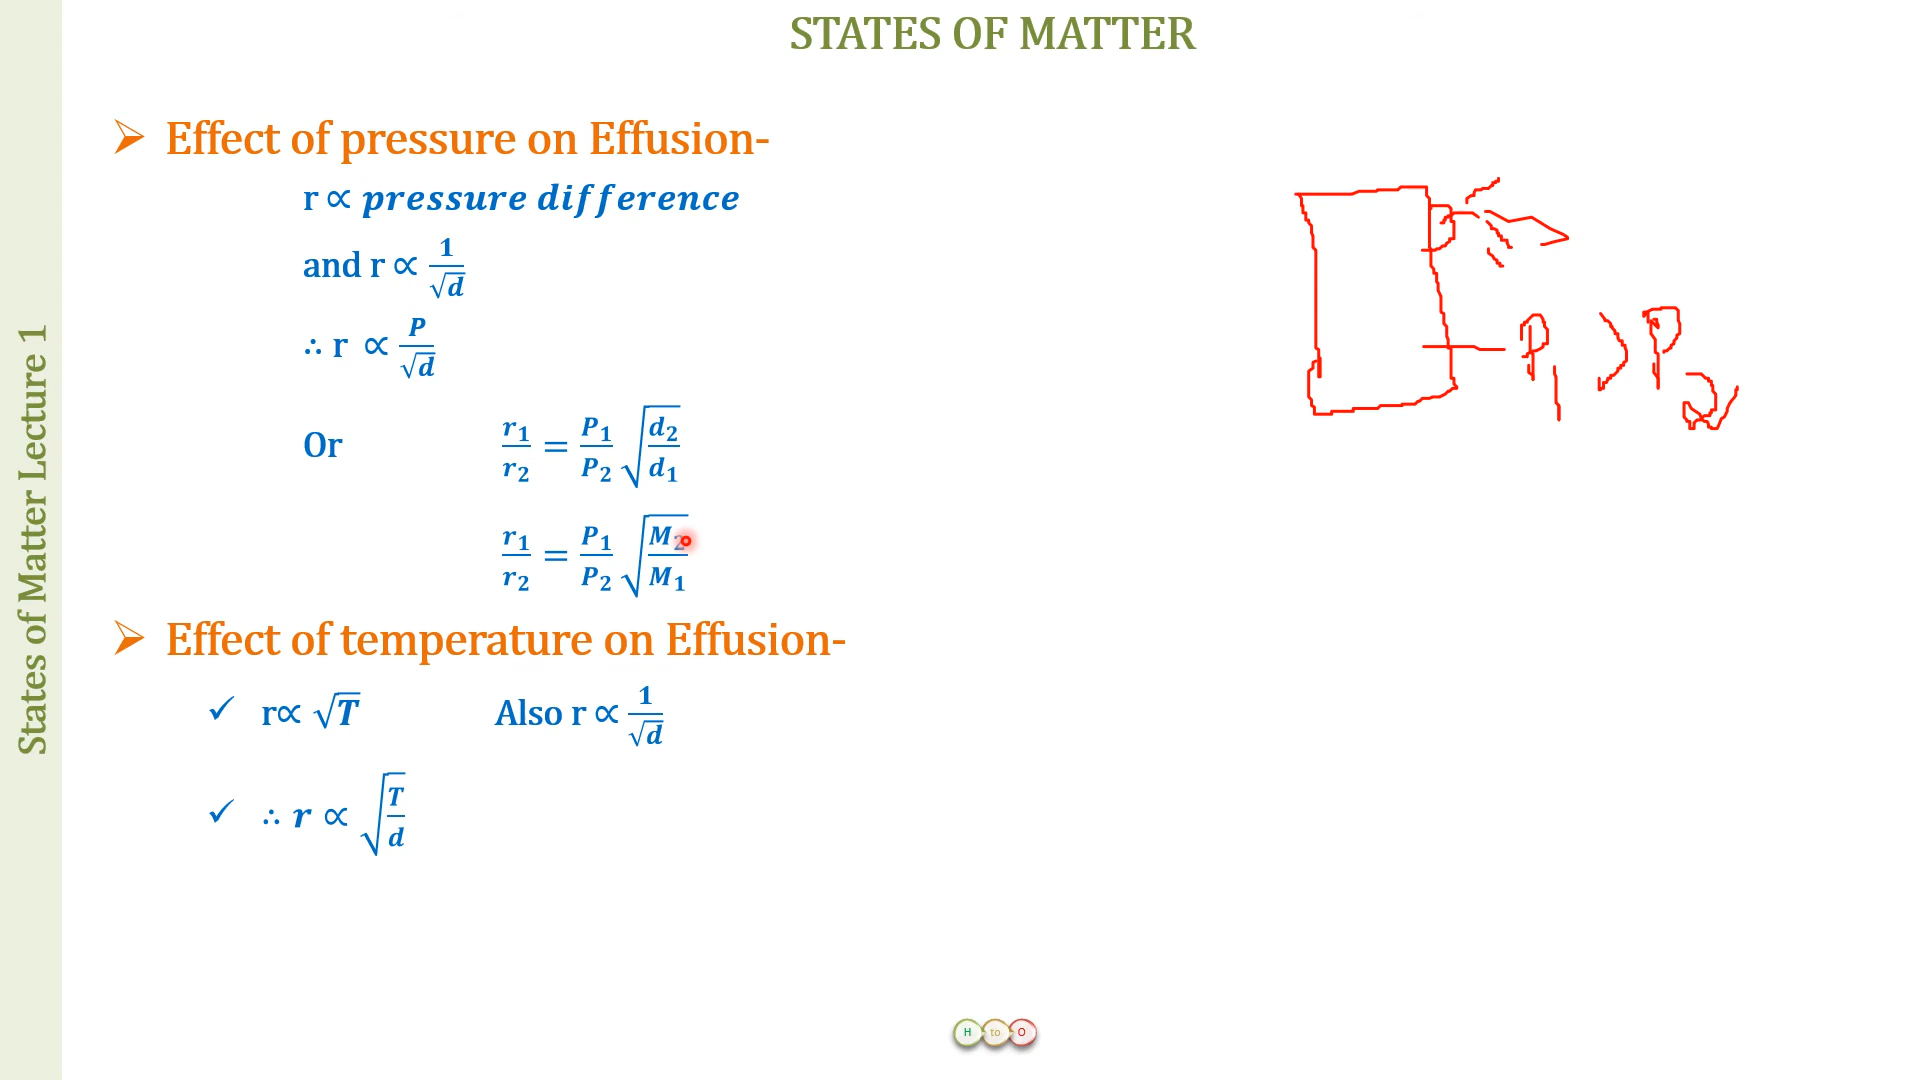 STATES OF MATTER
➢ Effect of pressure on Effusion-
r ∝ pressure difference
and r ∝ 1/√d
∴ r ∝ P/√d
Or r₁/r₂ = P₁/P₂ √(d₂/d₁)
r₁/r₂ = P₁/P₂ √(M₂/M₁)
➢ Effect of temperature on Effusion-
✓ r∝ √T Also r ∝ 1/√d
✓ ∴ r ∝ √(T/d)
P₁ > P₂
States of Matter Lecture 1
H to O